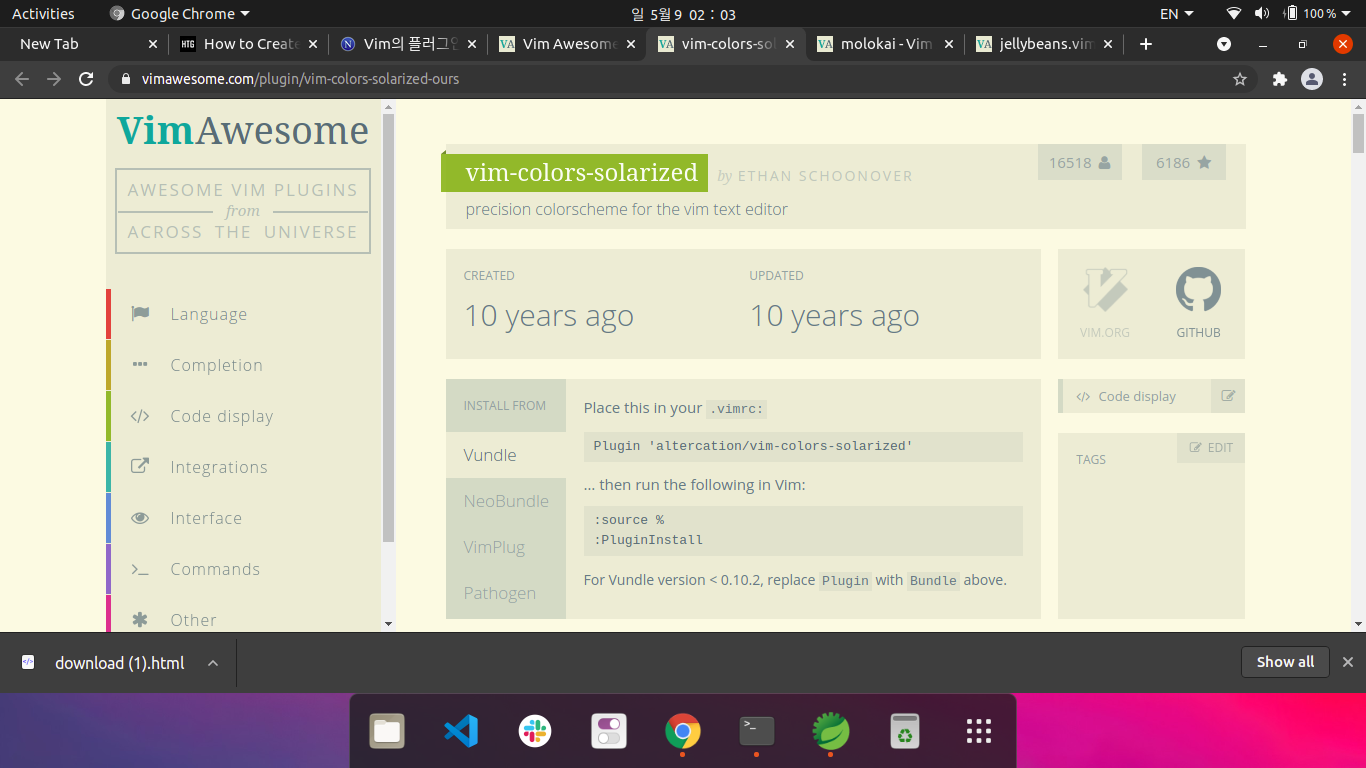 Activities Google Chrome 일 5월 9 02 : 03 EN 100 %
New Tab HTG How to Create N Vim의 플러그인 VA Vim Awesome VA vim-colors-sol VA molokai - Vim VA jellybeans.vim
vimawesome.com/plugin/vim-colors-solarized-ours
VimAwesome
AWESOME VIM PLUGINS
from
ACROSS THE UNIVERSE
Language
Completion
Code display
Integrations
Interface
Commands
Other
vim-colors-solarized by ETHAN SCHOONOVER 16518 6186
precision colorscheme for the vim text editor
CREATED UPDATED
10 years ago 10 years ago
VIM.ORG GITHUB
INSTALL FROM
Vundle
NeoBundle
VimPlug
Pathogen
Place this in your .vimrc:
Plugin 'altercation/vim-colors-solarized'
... then run the following in Vim:
:source %
:PluginInstall
For Vundle version < 0.10.2, replace Plugin with Bundle above.
Code display
TAGS EDIT
download (1).html Show all